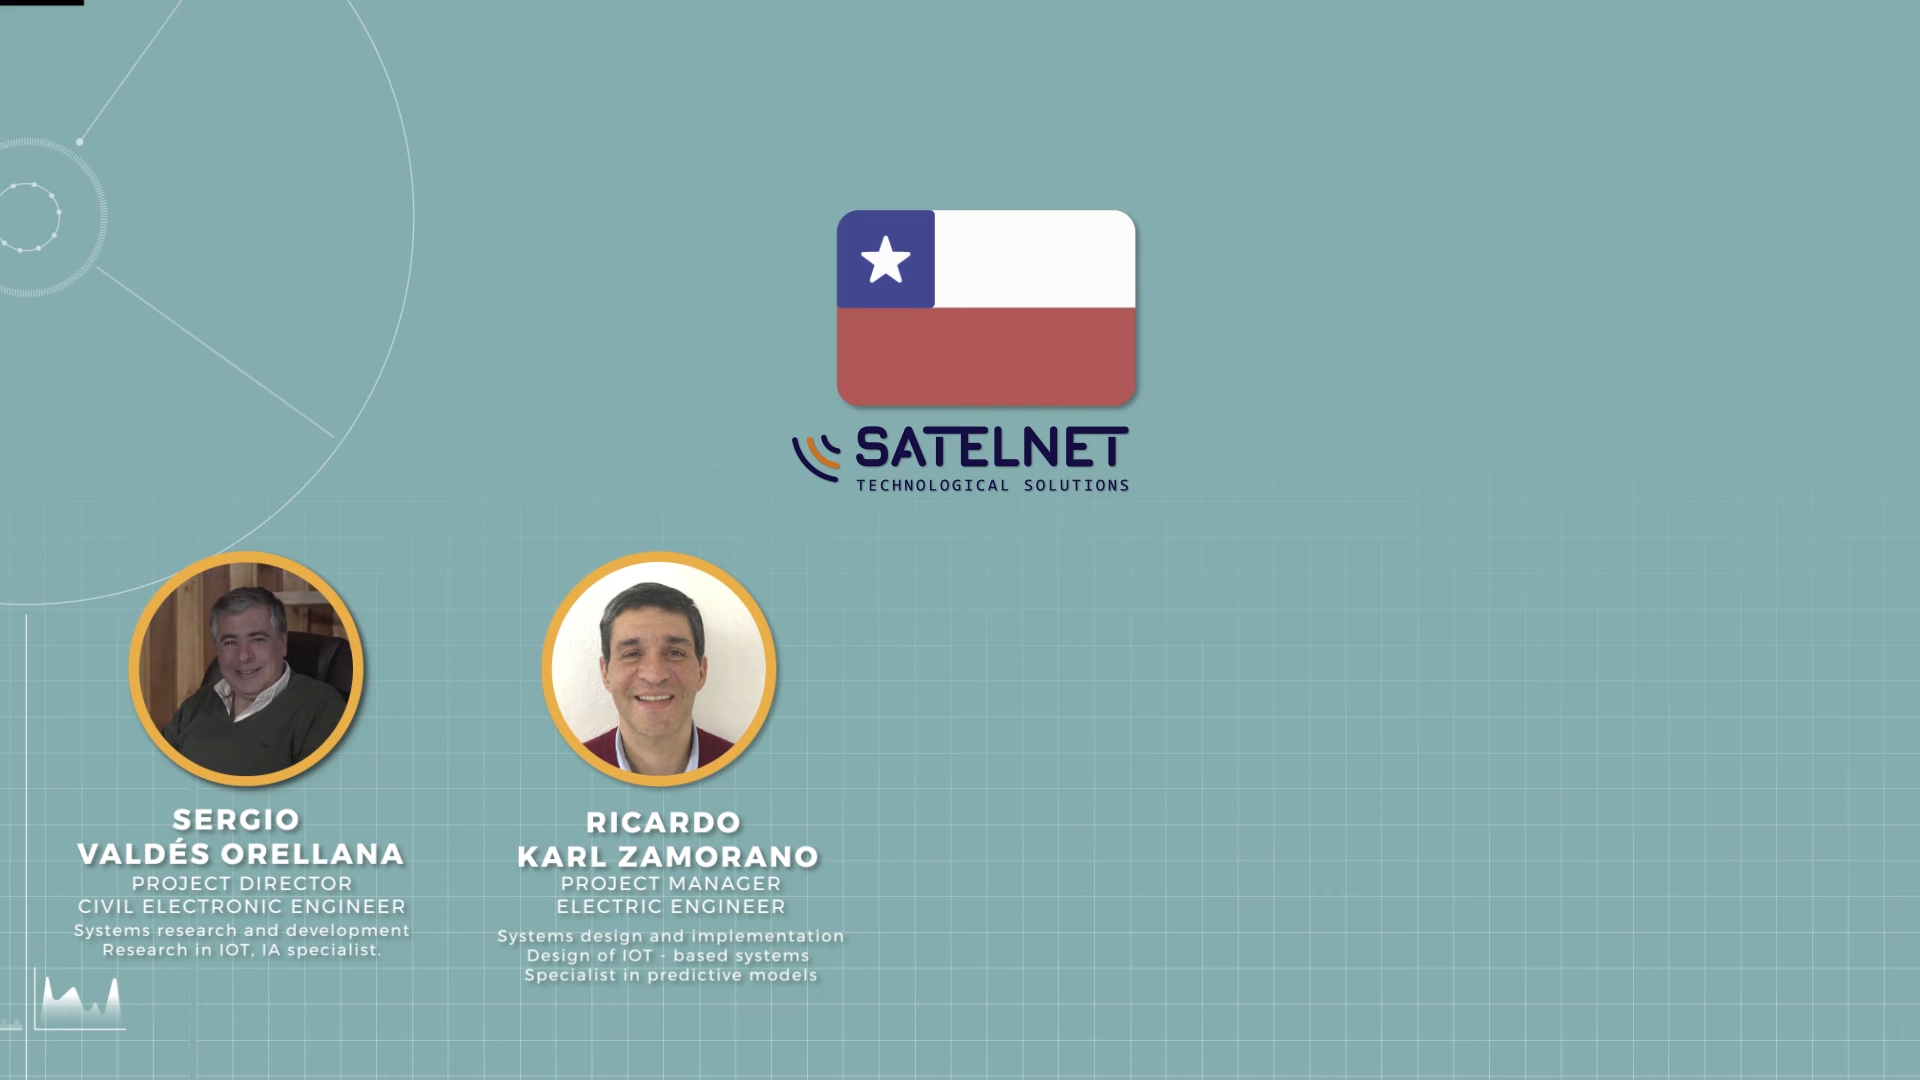 SATELNET
TECHNOLOGICAL SOLUTIONS
SERGIO
VALDÉS ORELLANA
PROJECT DIRECTOR
CIVIL ELECTRONIC ENGINEER
Systems research and development
Research in IOT, IA specialist.
RICARDO
KARL ZAMORANO
PROJECT MANAGER
ELECTRIC ENGINEER
Systems design and implementation
Design of IOT - based systems
Specialist in predictive models